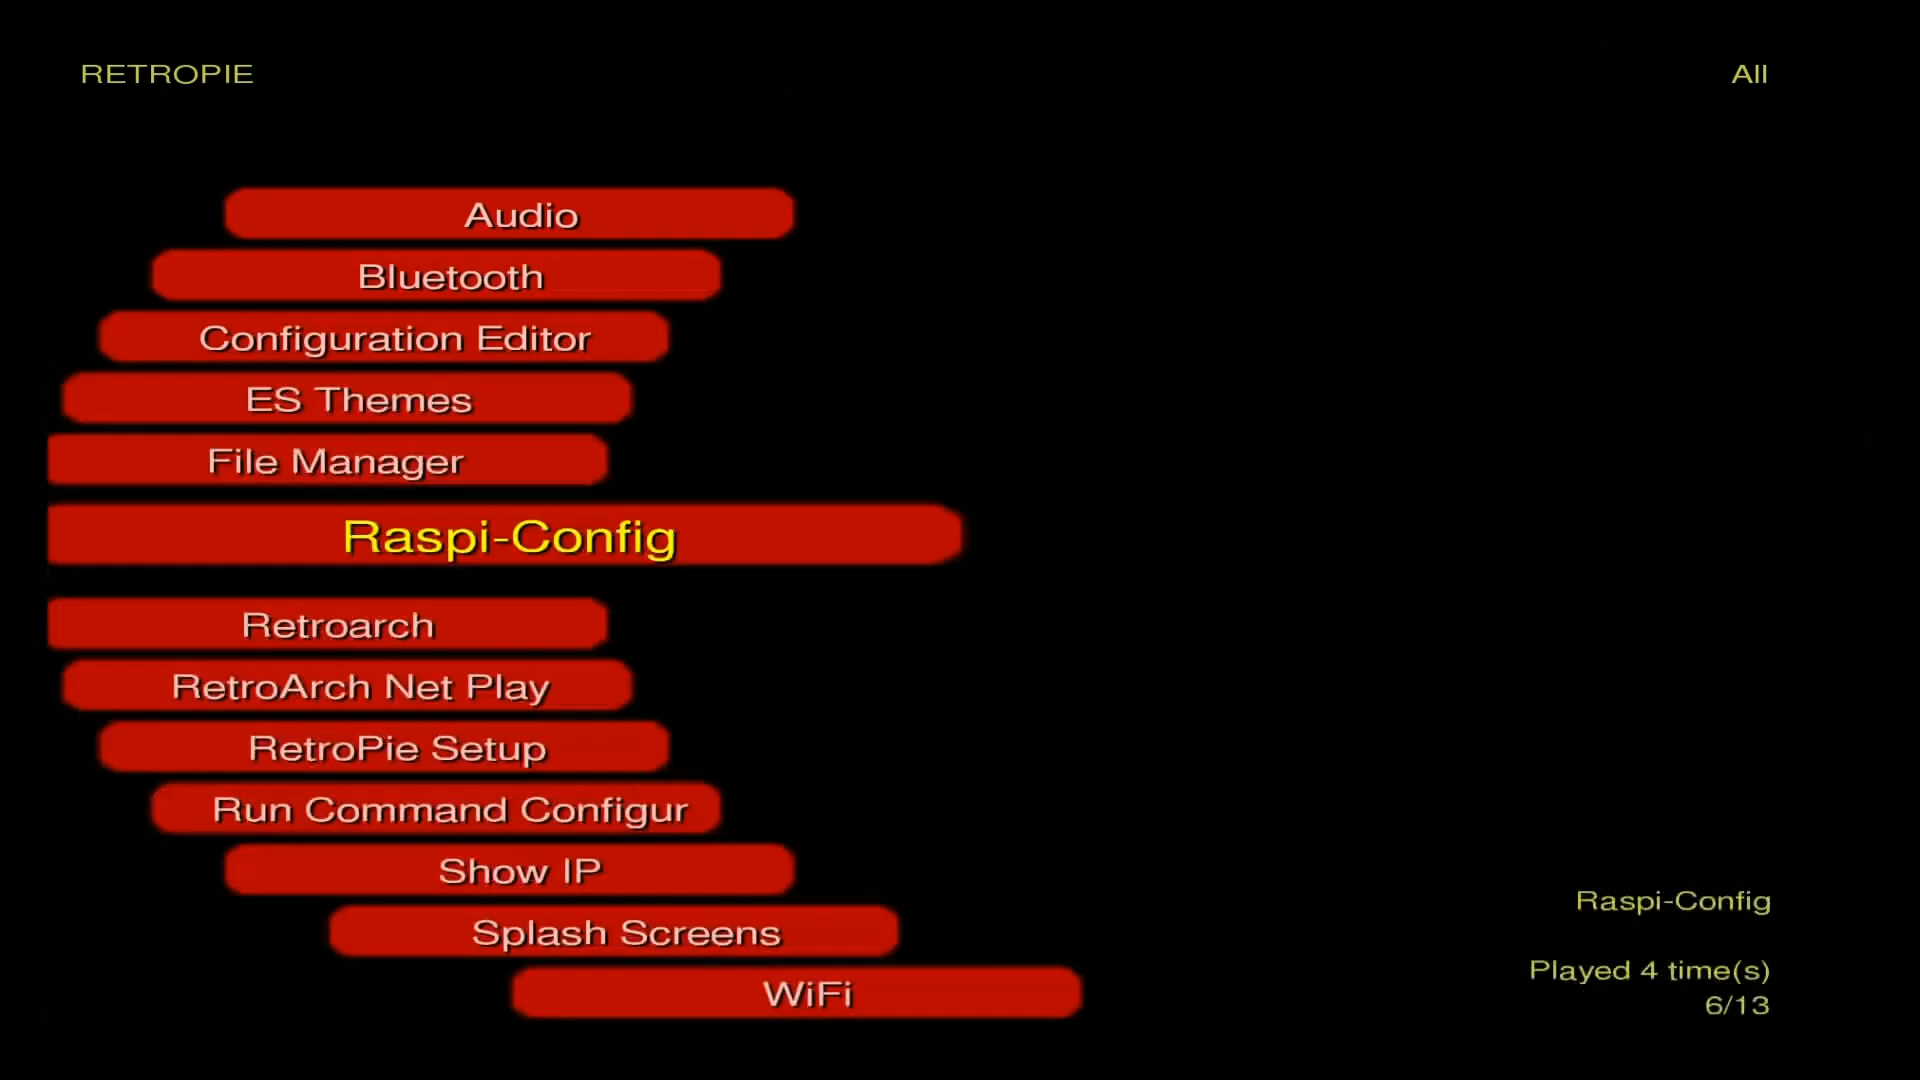 RETROPIE
All
Audio
Bluetooth
Configuration Editor
ES Themes
File Manager
Raspi-Config
Retroarch
RetroArch Net Play
RetroPie Setup
Run Command Configur
Show IP
Splash Screens
WiFi
Raspi-Config
Played 4 time(s)
6/13